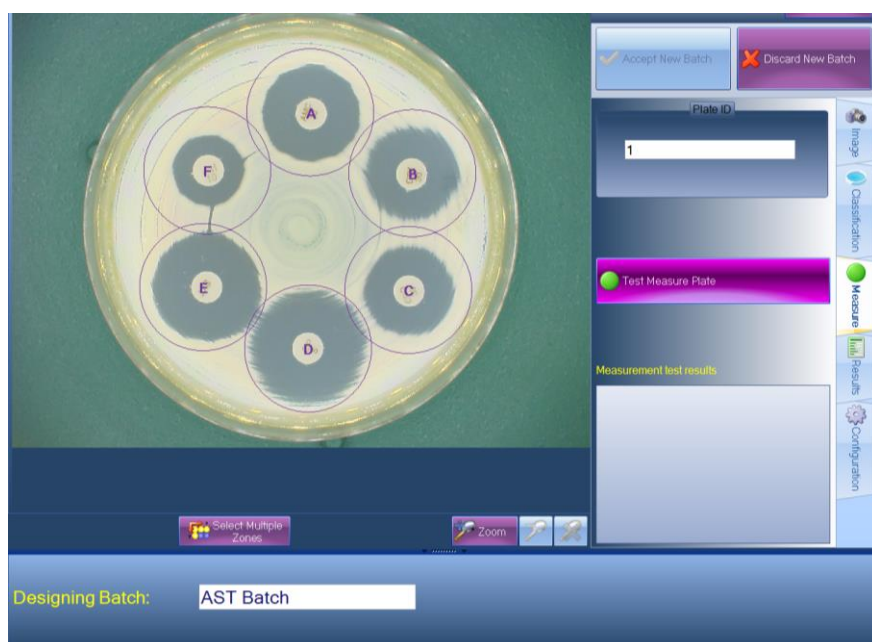 Accept New Batch
Discard New Batch
Plate ID
1
Image
Classification
Measure
Results
Configuration
Test Measure Plate
Measurement test results
A
B
C
D
E
F
Select Multiple
Zones
Zoom
Designing Batch:
AST Batch